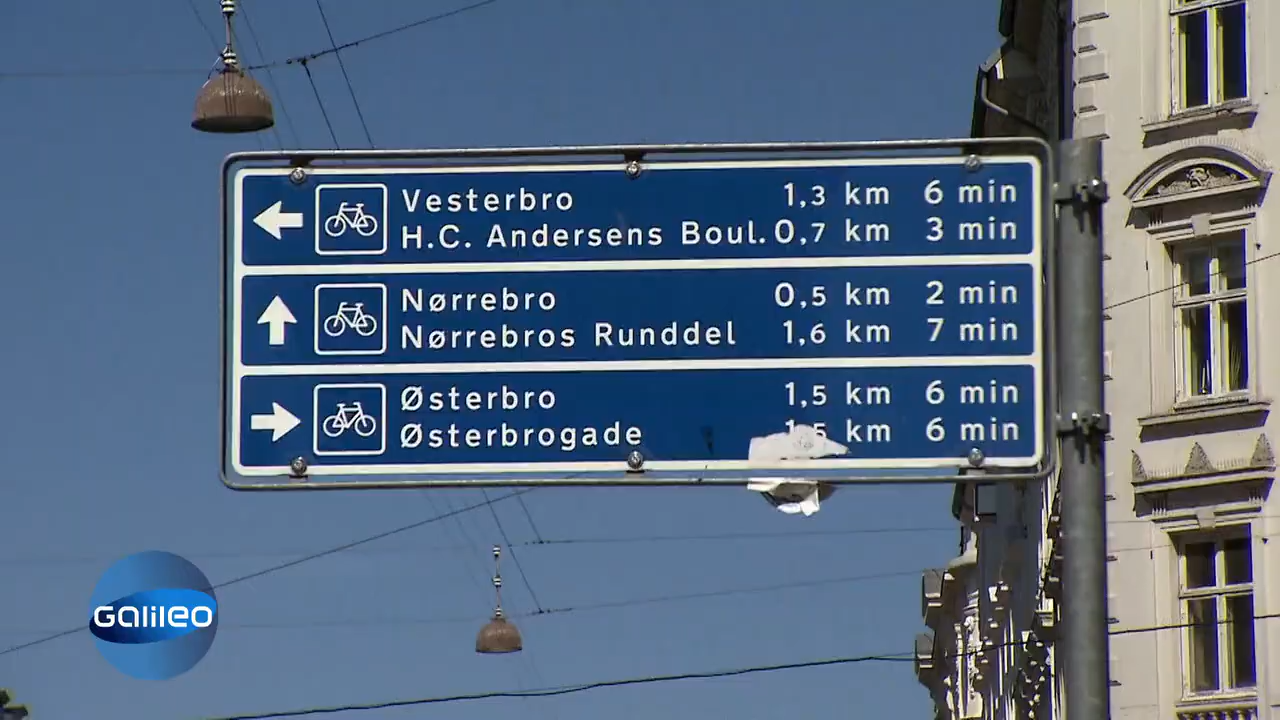 Vesterbro 1,3 km 6 min
H.C. Andersens Boul. 0,7 km 3 min
Nørrebro 0,5 km 2 min
Nørrebros Runddel 1,6 km 7 min
Østerbro 1,5 km 6 min
Østerbrogade km 6 min
Galileo